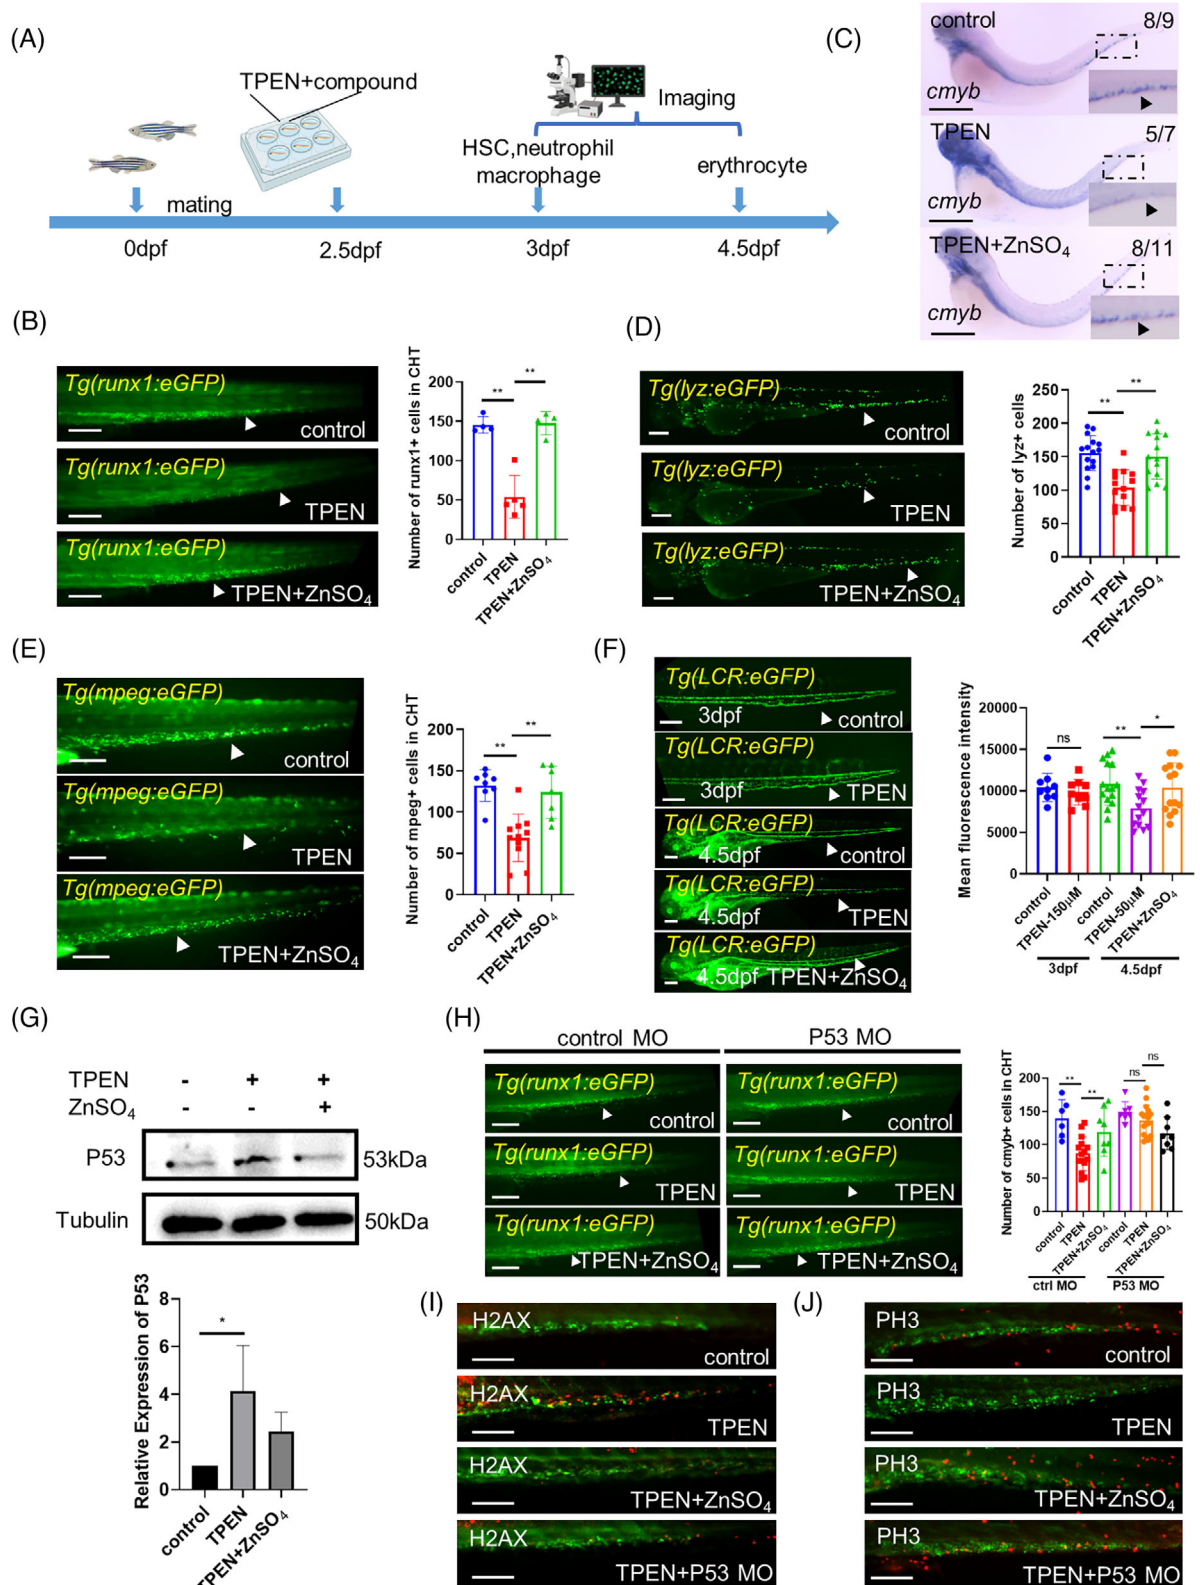 (A)
TPEN+compound
Imaging
HSC,neutrophil
macrophage
erythrocyte
mating
0dpf
2.5dpf
3dpf
4.5dpf
(C)
control
8/9
cmyb
TPEN
5/7
cmyb
TPEN+ZnSO₄
8/11
cmyb
(B)
Tg(runx1:eGFP)
control
Tg(runx1:eGFP)
TPEN
Tg(runx1:eGFP)
TPEN+ZnSO₄
Number of runx1+ cells in CHT
200
150
100
50
0
**
**
control
TPEN
TPEN+ZnSO₄
(D)
Tg(lyz:eGFP)
control
Tg(lyz:eGFP)
TPEN
Tg(lyz:eGFP)
TPEN+ZnSO₄
Number of lyz+ cells
250
200
150
100
50
0
**
**
control
TPEN
TPEN+ZnSO₄
(E)
Tg(mpeg:eGFP)
control
Tg(mpeg:eGFP)
TPEN
Tg(mpeg:eGFP)
TPEN+ZnSO₄
Number of mpeg+ cells in CHT
200
150
100
50
0
**
**
control
TPEN
TPEN+ZnSO₄
(F)
Tg(LCR:eGFP)
3dpf
control
Tg(LCR:eGFP)
3dpf
TPEN
Tg(LCR:eGFP)
4.5dpf
control
Tg(LCR:eGFP)
4.5dpf
TPEN
Tg(LCR:eGFP)
4.5dpf TPEN+ZnSO₄
Mean fluorescence intensity
20000
15000
10000
5000
0
ns
**
*
control
TPEN-150μM
control
TPEN-50μM
TPEN+ZnSO₄
3dpf
4.5dpf
(G)
TPEN - + +
ZnSO₄ - - +
P53
53kDa
Tubulin
50kDa
Relative Expression of P53
8
6
4
2
0
*
control
TPEN
TPEN+ZnSO₄
(H)
control MO
P53 MO
Tg(runx1:eGFP)
control
Tg(runx1:eGFP)
control
Tg(runx1:eGFP)
TPEN
Tg(runx1:eGFP)
TPEN
Tg(runx1:eGFP)
TPEN+ZnSO₄
Tg(runx1:eGFP)
TPEN+ZnSO₄
Number of cmyb+ cells in CHT
200
150
100
50
0
**
**
ns
ns
control
TPEN
TPEN+ZnSO₄
control
TPEN
TPEN+ZnSO₄
ctrl MO
P53 MO
(I)
H2AX
control
H2AX
TPEN
H2AX
TPEN+ZnSO₄
H2AX
TPEN+P53 MO
(J)
PH3
control
PH3
TPEN
PH3
TPEN+ZnSO₄
PH3
TPEN+P53 MO